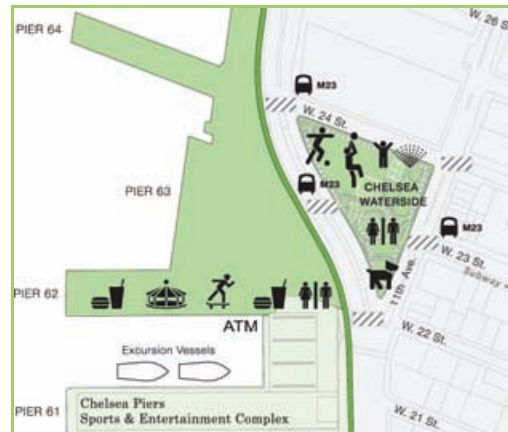 PIER 64
W. 26 St.
M23
W. 24 St.
PIER 63
M23
CHELSEA
WATERSIDE
M23
W. 23 St.
Subway
11th Ave.
PIER 62
ATM
W. 22 St.
Excursion Vessels
PIER 61
Chelsea Piers
Sports & Entertainment Complex
W. 21 St.